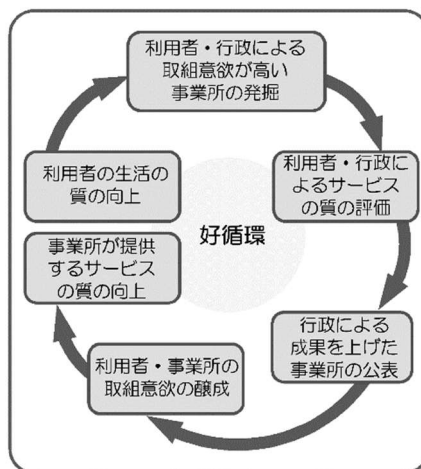 利用者・行政による
取組意欲が高い
事業所の発掘
利用者・行政に
よるサービス
の質の評価
行政による
成果を上げた
事業所の公表
利用者・事業所の
取組意欲の醸成
事業所が提供
するサービス
の質の向上
利用者の生活の
質の向上
好循環